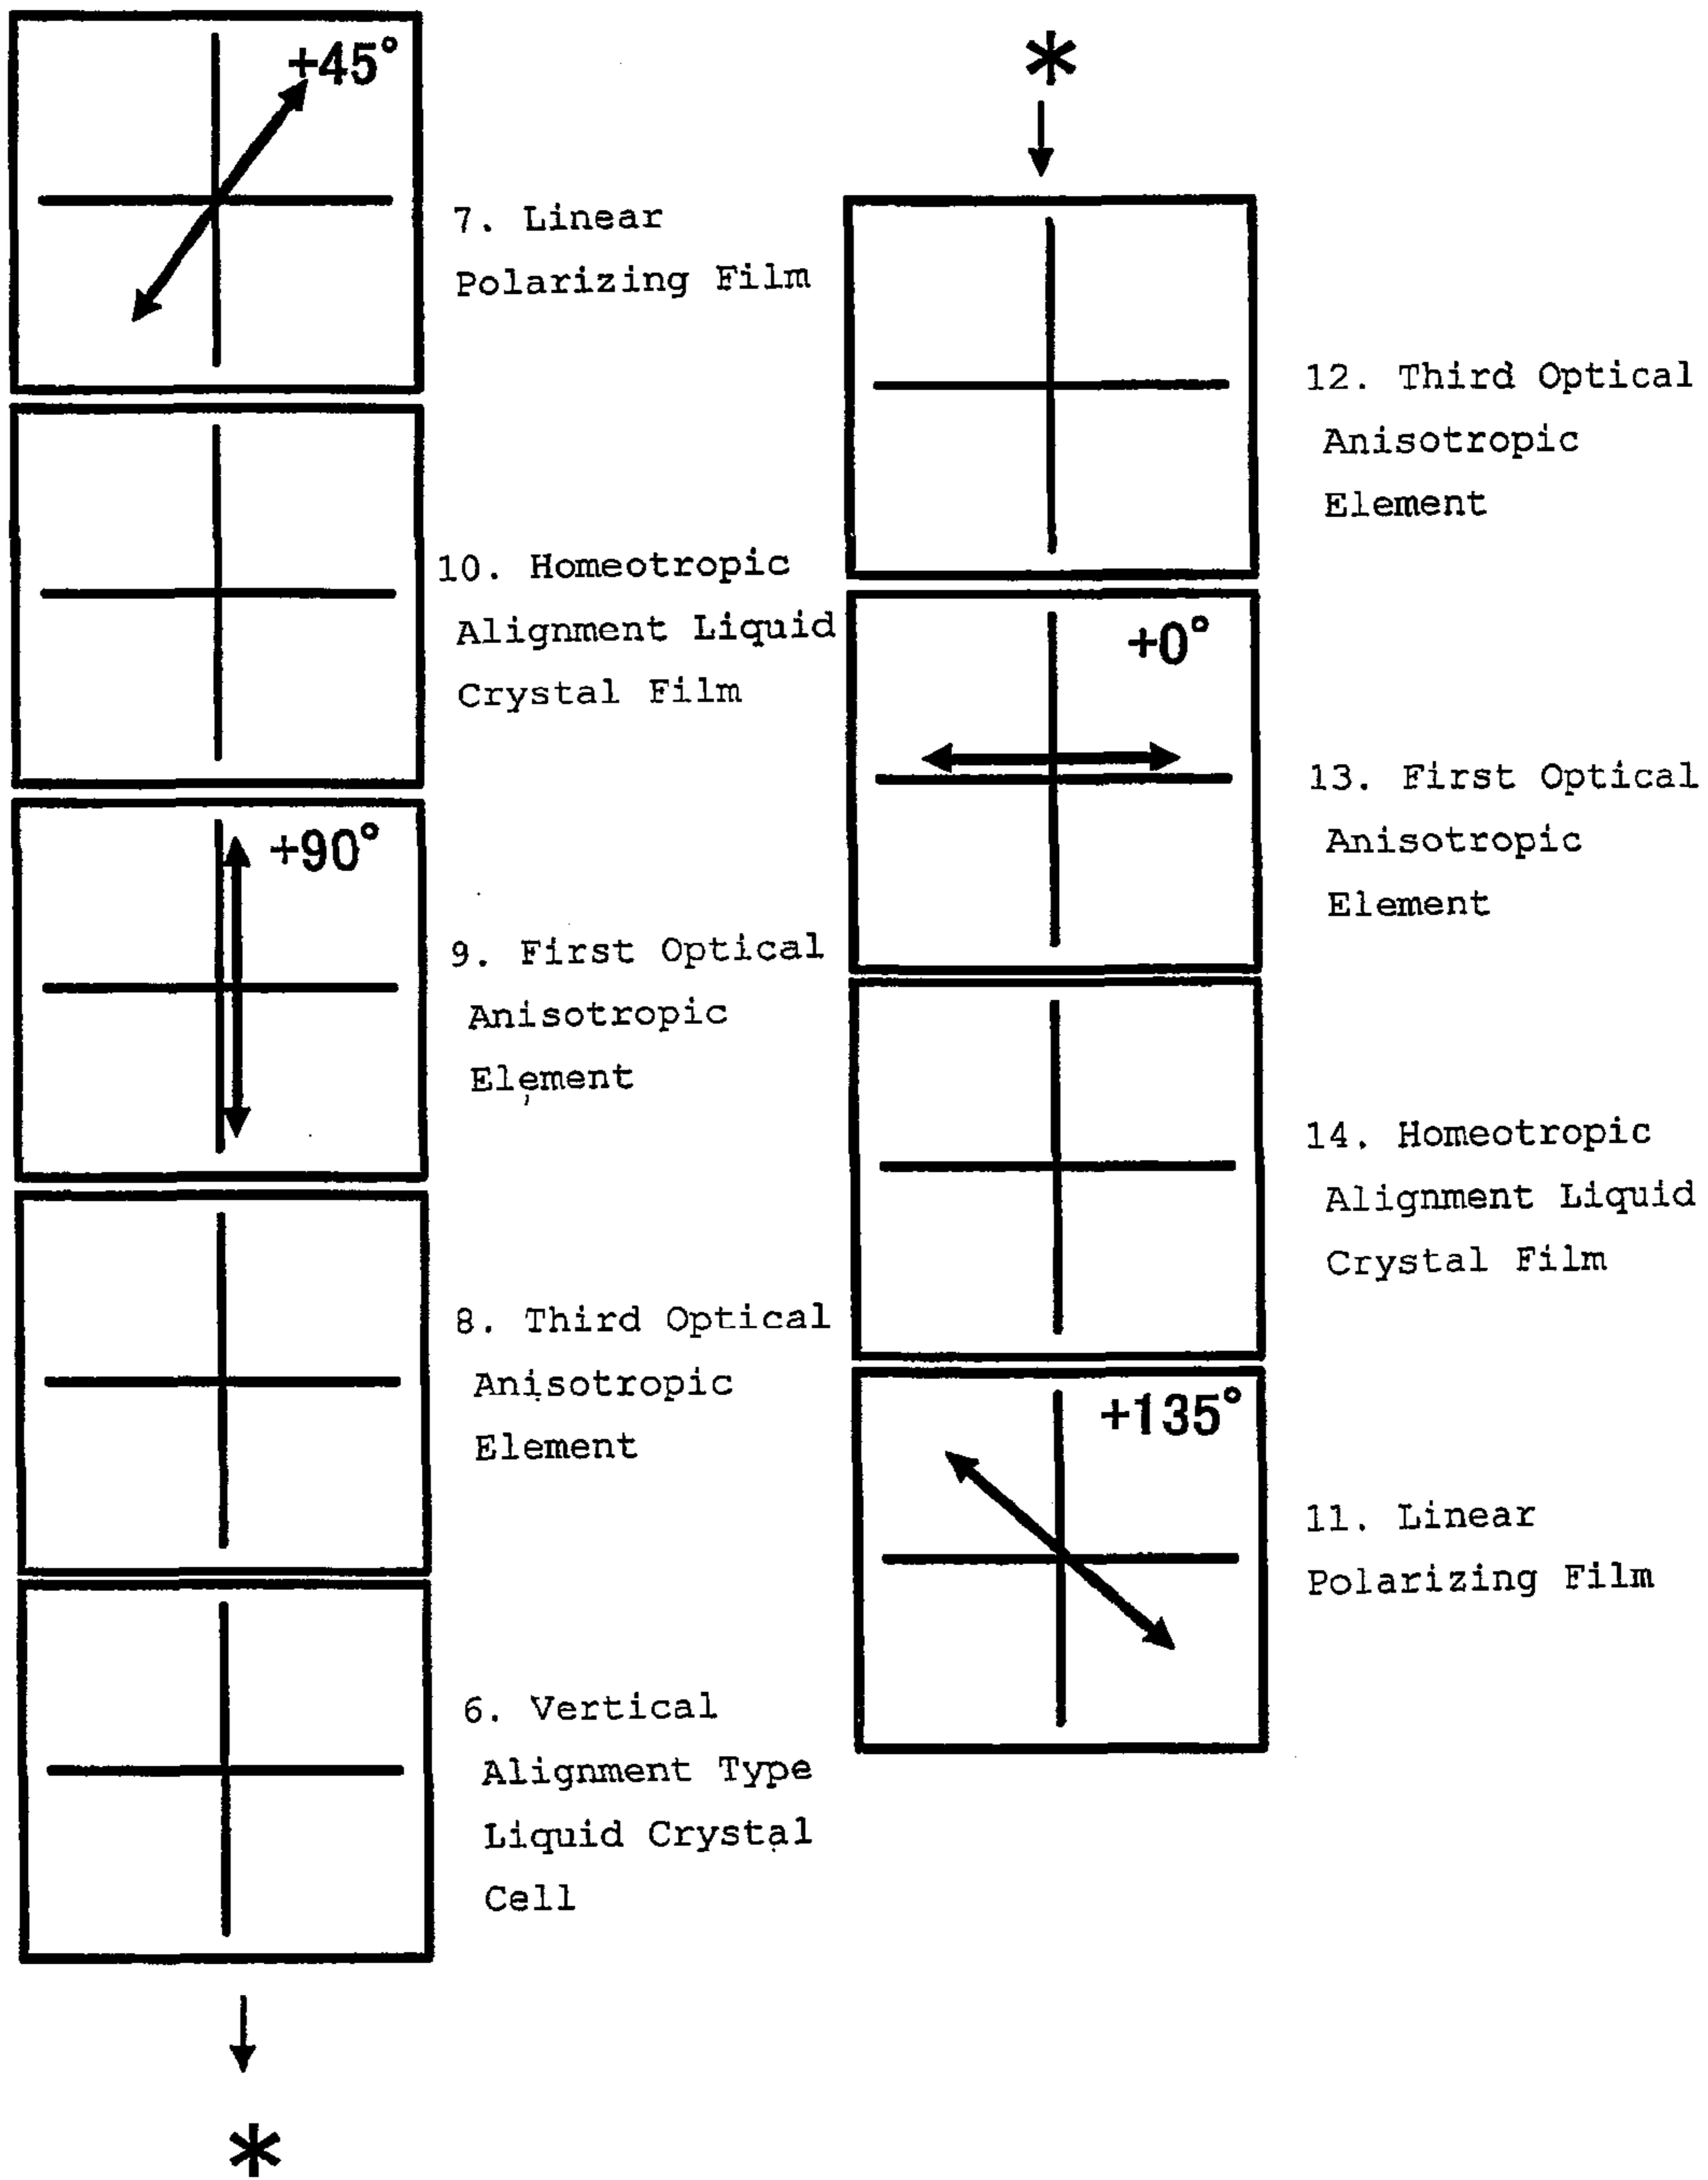 +45°
7. Linear
Polarizing Film
10. Homeotropic
Alignment Liquid
Crystal Film
+90°
9. First Optical
Anisotropic
Element
8. Third Optical
Anisotropic
Element
6. Vertical
Alignment Type
Liquid Crystal
Cell
*
*
12. Third Optical
Anisotropic
Element
+0°
13. First Optical
Anisotropic
Element
14. Homeotropic
Alignment Liquid
Crystal Film
+135°
11. Linear
Polarizing Film